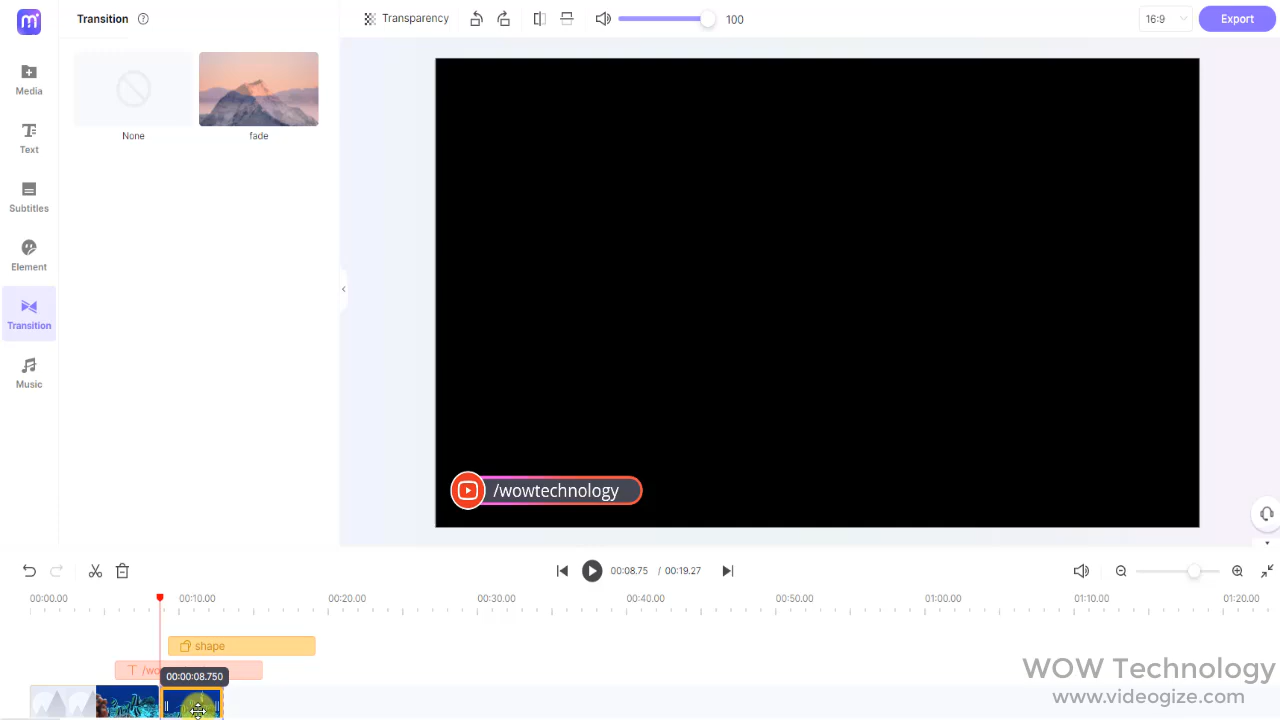 Transition
Transparency
100
16:9
Export
Media
Text
Subtitles
Element
Transition
Music
None
fade
/wowtechnology
00:08.75 / 00:19.27
00:00.00
00:10.00
00:20.00
00:30.00
00:40.00
00:50.00
01:00.00
01:10.00
01:20.00
shape
00:00:08.750
WOW Technology
www.videogize.com